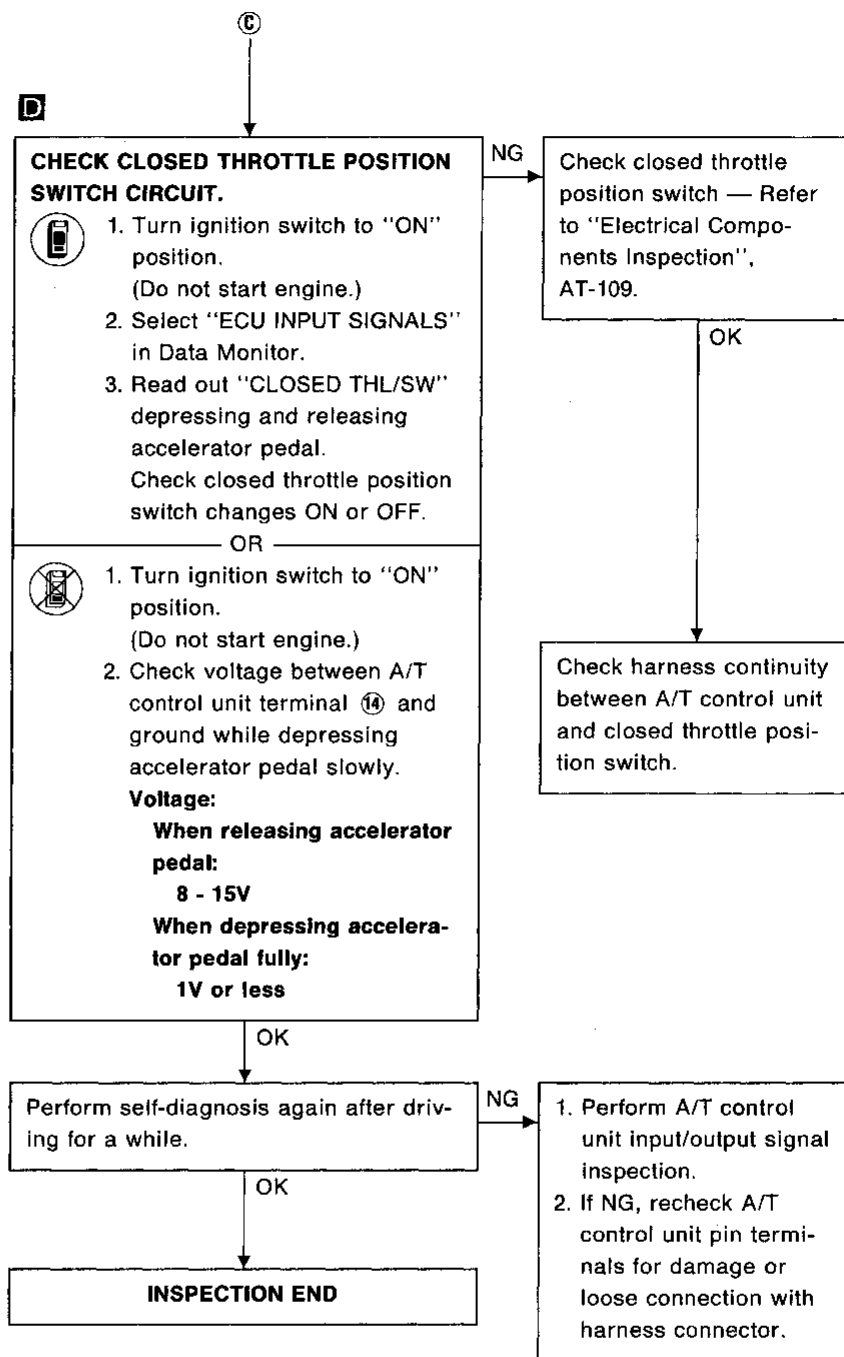 Ⓒ
D
CHECK CLOSED THROTTLE POSITION
SWITCH CIRCUIT.
1. Turn ignition switch to "ON"
position.
(Do not start engine.)
2. Select "ECU INPUT SIGNALS"
in Data Monitor.
3. Read out "CLOSED THL/SW"
depressing and releasing
accelerator pedal.
Check closed throttle position
switch changes ON or OFF.
OR
1. Turn ignition switch to "ON"
position.
(Do not start engine.)
2. Check voltage between A/T
control unit terminal ⑭ and
ground while depressing
accelerator pedal slowly.
Voltage:
When releasing accelerator
pedal:
8 - 15V
When depressing accelera-
tor pedal fully:
1V or less
NG
Check closed throttle
position switch — Refer
to "Electrical Compo-
nents Inspection",
AT-109.
OK
Check harness continuity
between A/T control unit
and closed throttle posi-
tion switch.
OK
Perform self-diagnosis again after driv-
ing for a while.
NG
1. Perform A/T control
unit input/output signal
inspection.
2. If NG, recheck A/T
control unit pin termi-
nals for damage or
loose connection with
harness connector.
OK
INSPECTION END